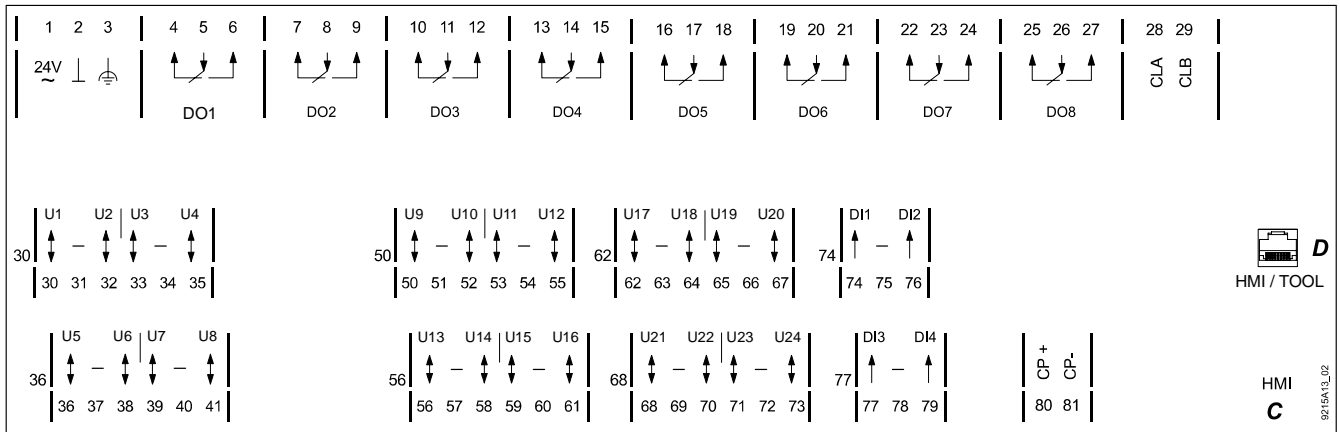 1 2 3 4 5 6 7 8 9 10 11 12 13 14 15 16 17 18 19 20 21 22 23 24 25 26 27 28 29
24V ~ CLA CLB
DO1 DO2 DO3 DO4 DO5 DO6 DO7 DO8
U1 U2 U3 U4 U9 U10 U11 U12 U17 U18 U19 U20 DI1 DI2
30 – – 50 – – 62 – – 74 – D
30 31 32 33 34 35 50 51 52 53 54 55 62 63 64 65 66 67 74 75 76 HMI / TOOL
U5 U6 U7 U8 U13 U14 U15 U16 U21 U22 U23 U24 DI3 DI4 CP + CP-
36 – – 56 – – 68 – – 77 – HMI
36 37 38 39 40 41 56 57 58 59 60 61 68 69 70 71 72 73 77 78 79 80 81 C
9215A13_02